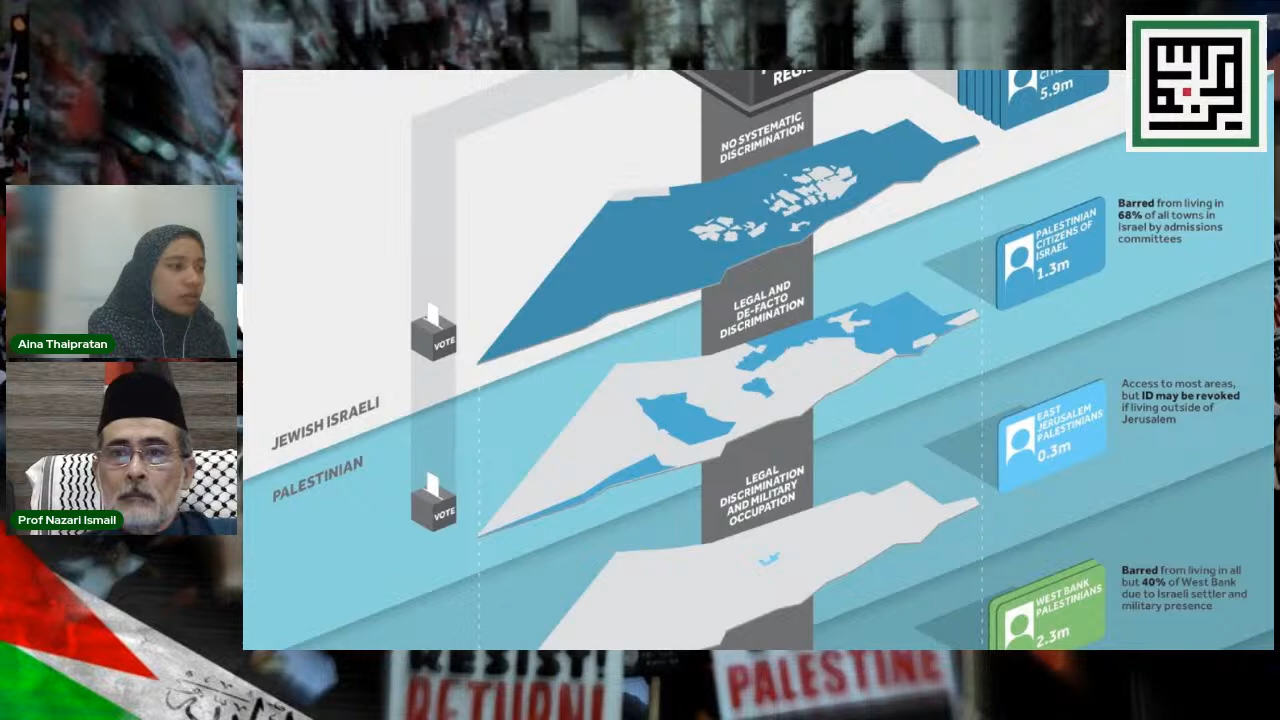 CITI
5.9m
NO SYSTEMATIC
DISCRIMINATION
Barred from living in
68% of all towns in
Israel by admissions
committees
PALESTINIAN
CITIZENS OF
ISRAEL
1.3m
LEGAL AND
DE-FACTO
DISCRIMINATION
VOTE
JEWISH ISRAELI
PALESTINIAN
Access to most areas,
but ID may be revoked
if living outside of
Jerusalem
EAST
JERUSALEM
PALESTINIANS
0.3m
LEGAL
DISCRIMINATION
AND MILITARY
OCCUPATION
VOTE
Barred from living in all
but 40% of West Bank
due to Israeli settler and
military presence
WEST BANK
PALESTINIANS
2.3m
Aina Thaipratan
Prof Nazari Ismail
RETURN!
PALESTINE